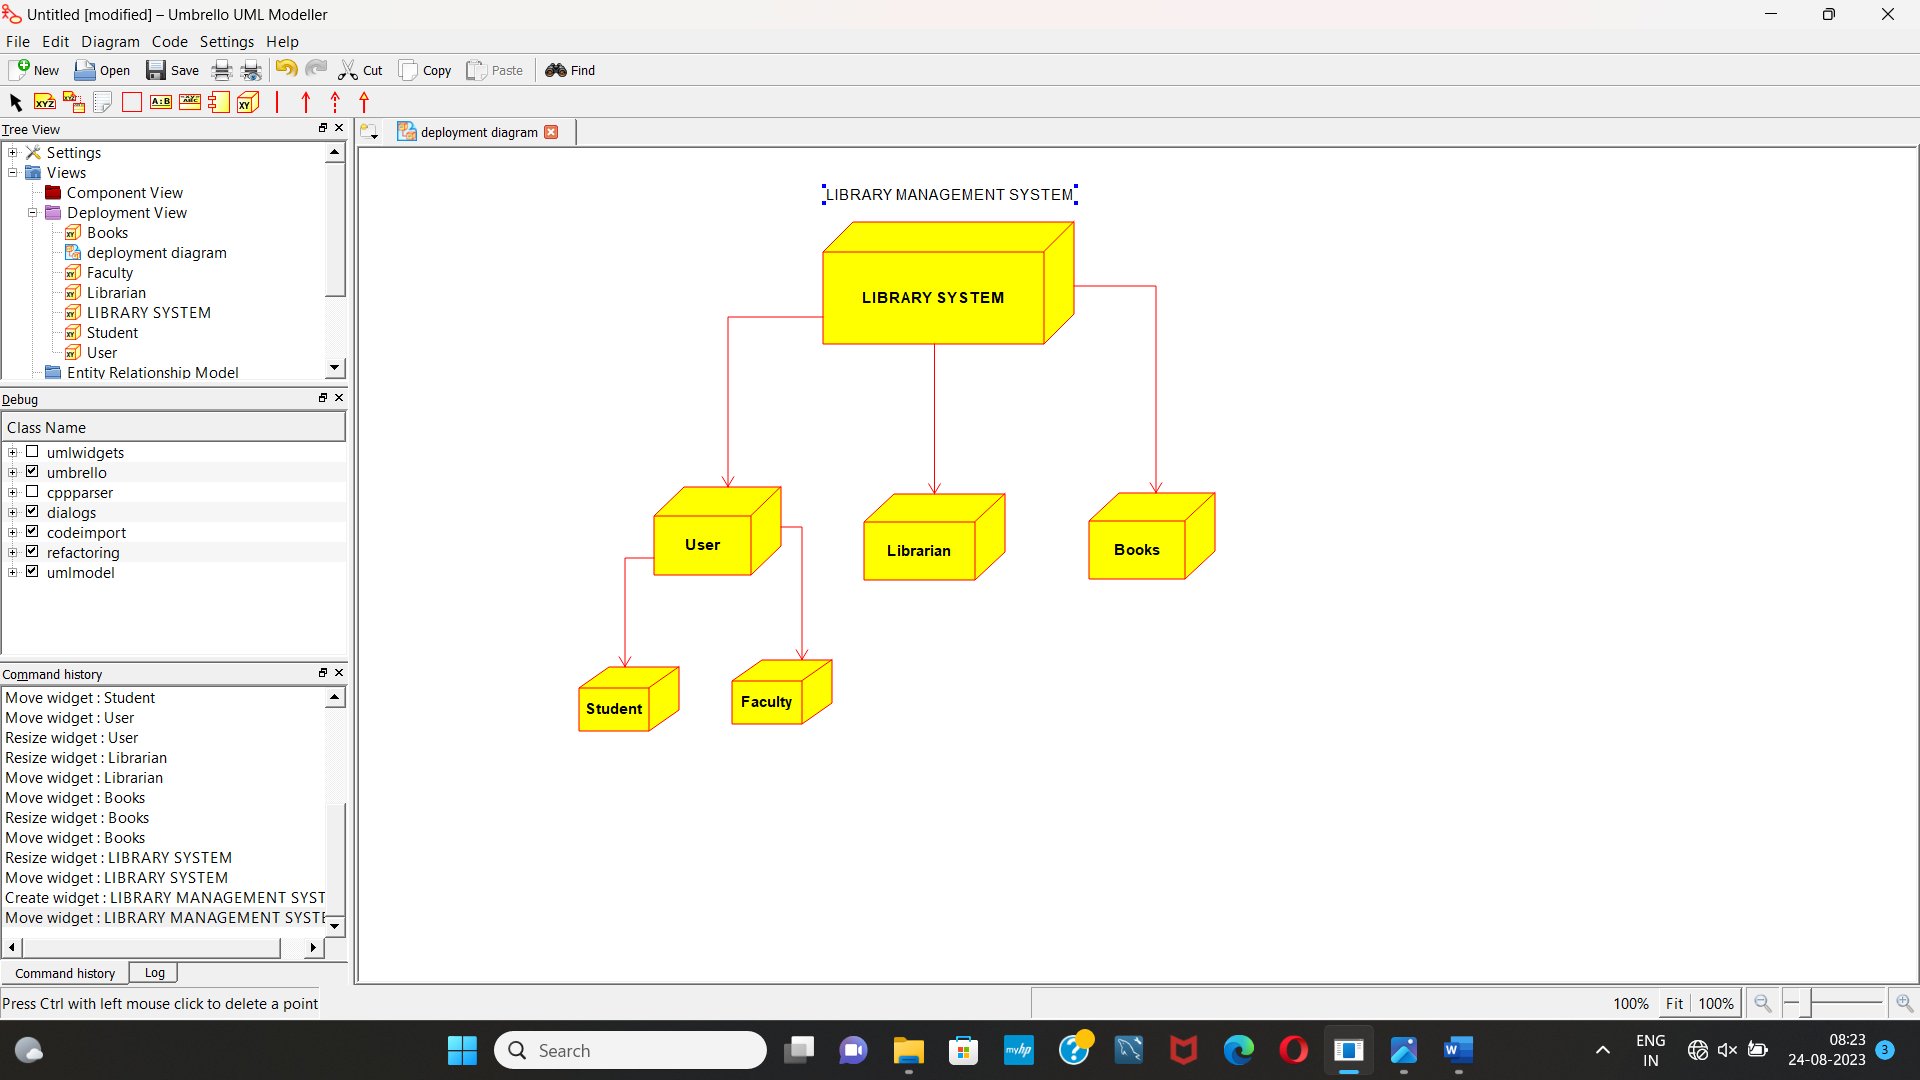 Untitled [modified] – Umbrello UML Modeller
File Edit Diagram Code Settings Help
New Open Save Cut Copy Paste Find
XYZ XYZ A:B ABC XY
Tree View
deployment diagram
Settings
Views
Component View
Deployment View
Books
deployment diagram
Faculty
Librarian
LIBRARY SYSTEM
Student
User
Entity Relationship Model
Debug
Class Name
umlwidgets
umbrello
cppparser
dialogs
codeimport
refactoring
umlmodel
Command history
Move widget : Student
Move widget : User
Resize widget : User
Resize widget : Librarian
Move widget : Librarian
Move widget : Books
Resize widget : Books
Move widget : Books
Resize widget : LIBRARY SYSTEM
Move widget : LIBRARY SYSTEM
Create widget : LIBRARY MANAGEMENT SYST
Move widget : LIBRARY MANAGEMENT SYSTE
Command history Log
Press Ctrl with left mouse click to delete a point
LIBRARY MANAGEMENT SYSTEM
LIBRARY SYSTEM
User
Librarian
Books
Student
Faculty
100% Fit 100%
Search
myhp
W
ENG
IN
08:23
24-08-2023
3